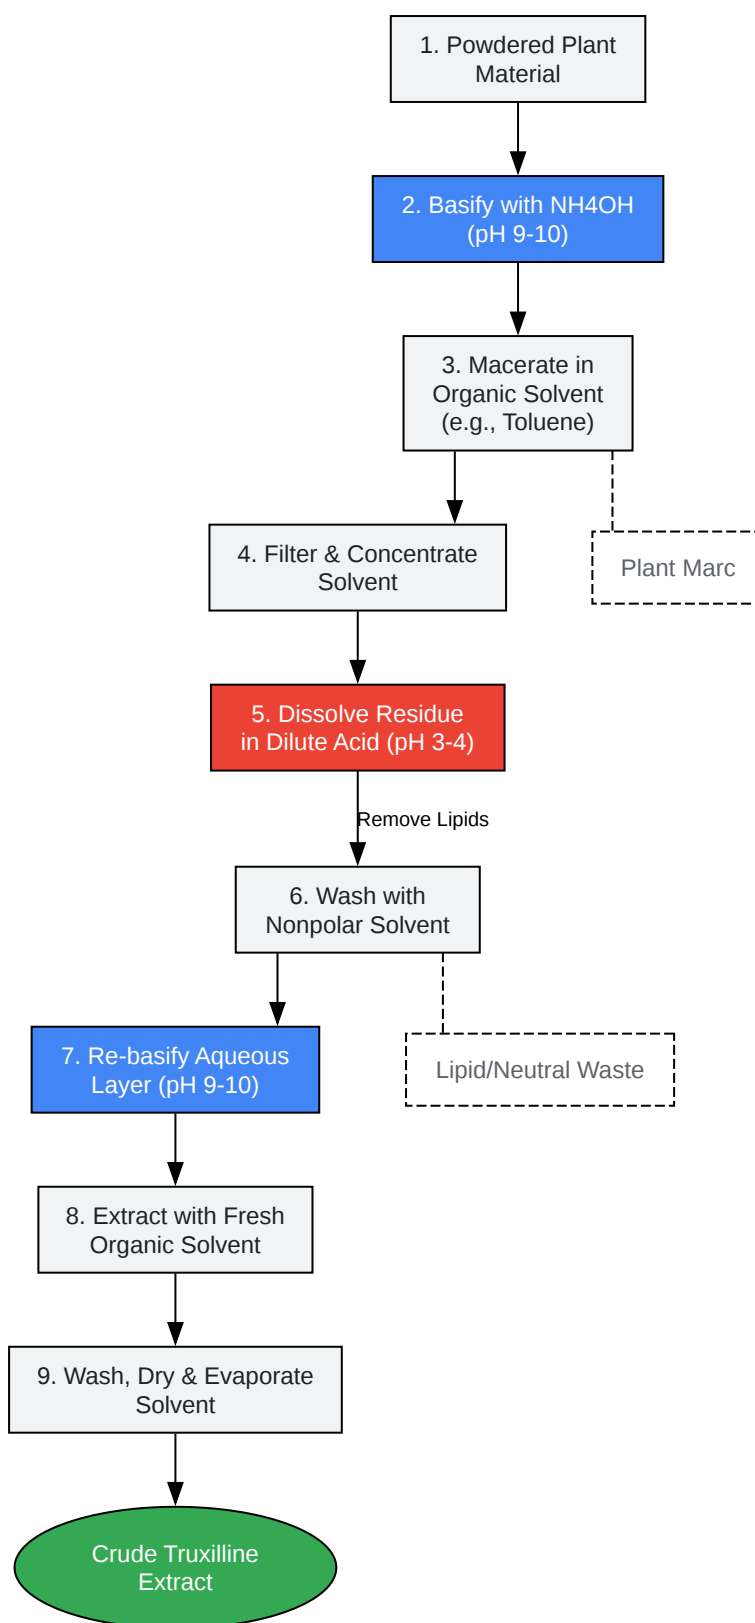 1. Powdered Plant
Material
2. Basify with NH4OH
(pH 9-10)
3. Macerate in
Organic Solvent
(e.g., Toluene)
4. Filter & Concentrate
Solvent
Plant Marc
5. Dissolve Residue
in Dilute Acid (pH 3-4)
Remove Lipids
6. Wash with
Nonpolar Solvent
7. Re-basify Aqueous
Layer (pH 9-10)
Lipid/Neutral Waste
8. Extract with Fresh
Organic Solvent
9. Wash, Dry & Evaporate
Solvent
Crude Truxilline
Extract